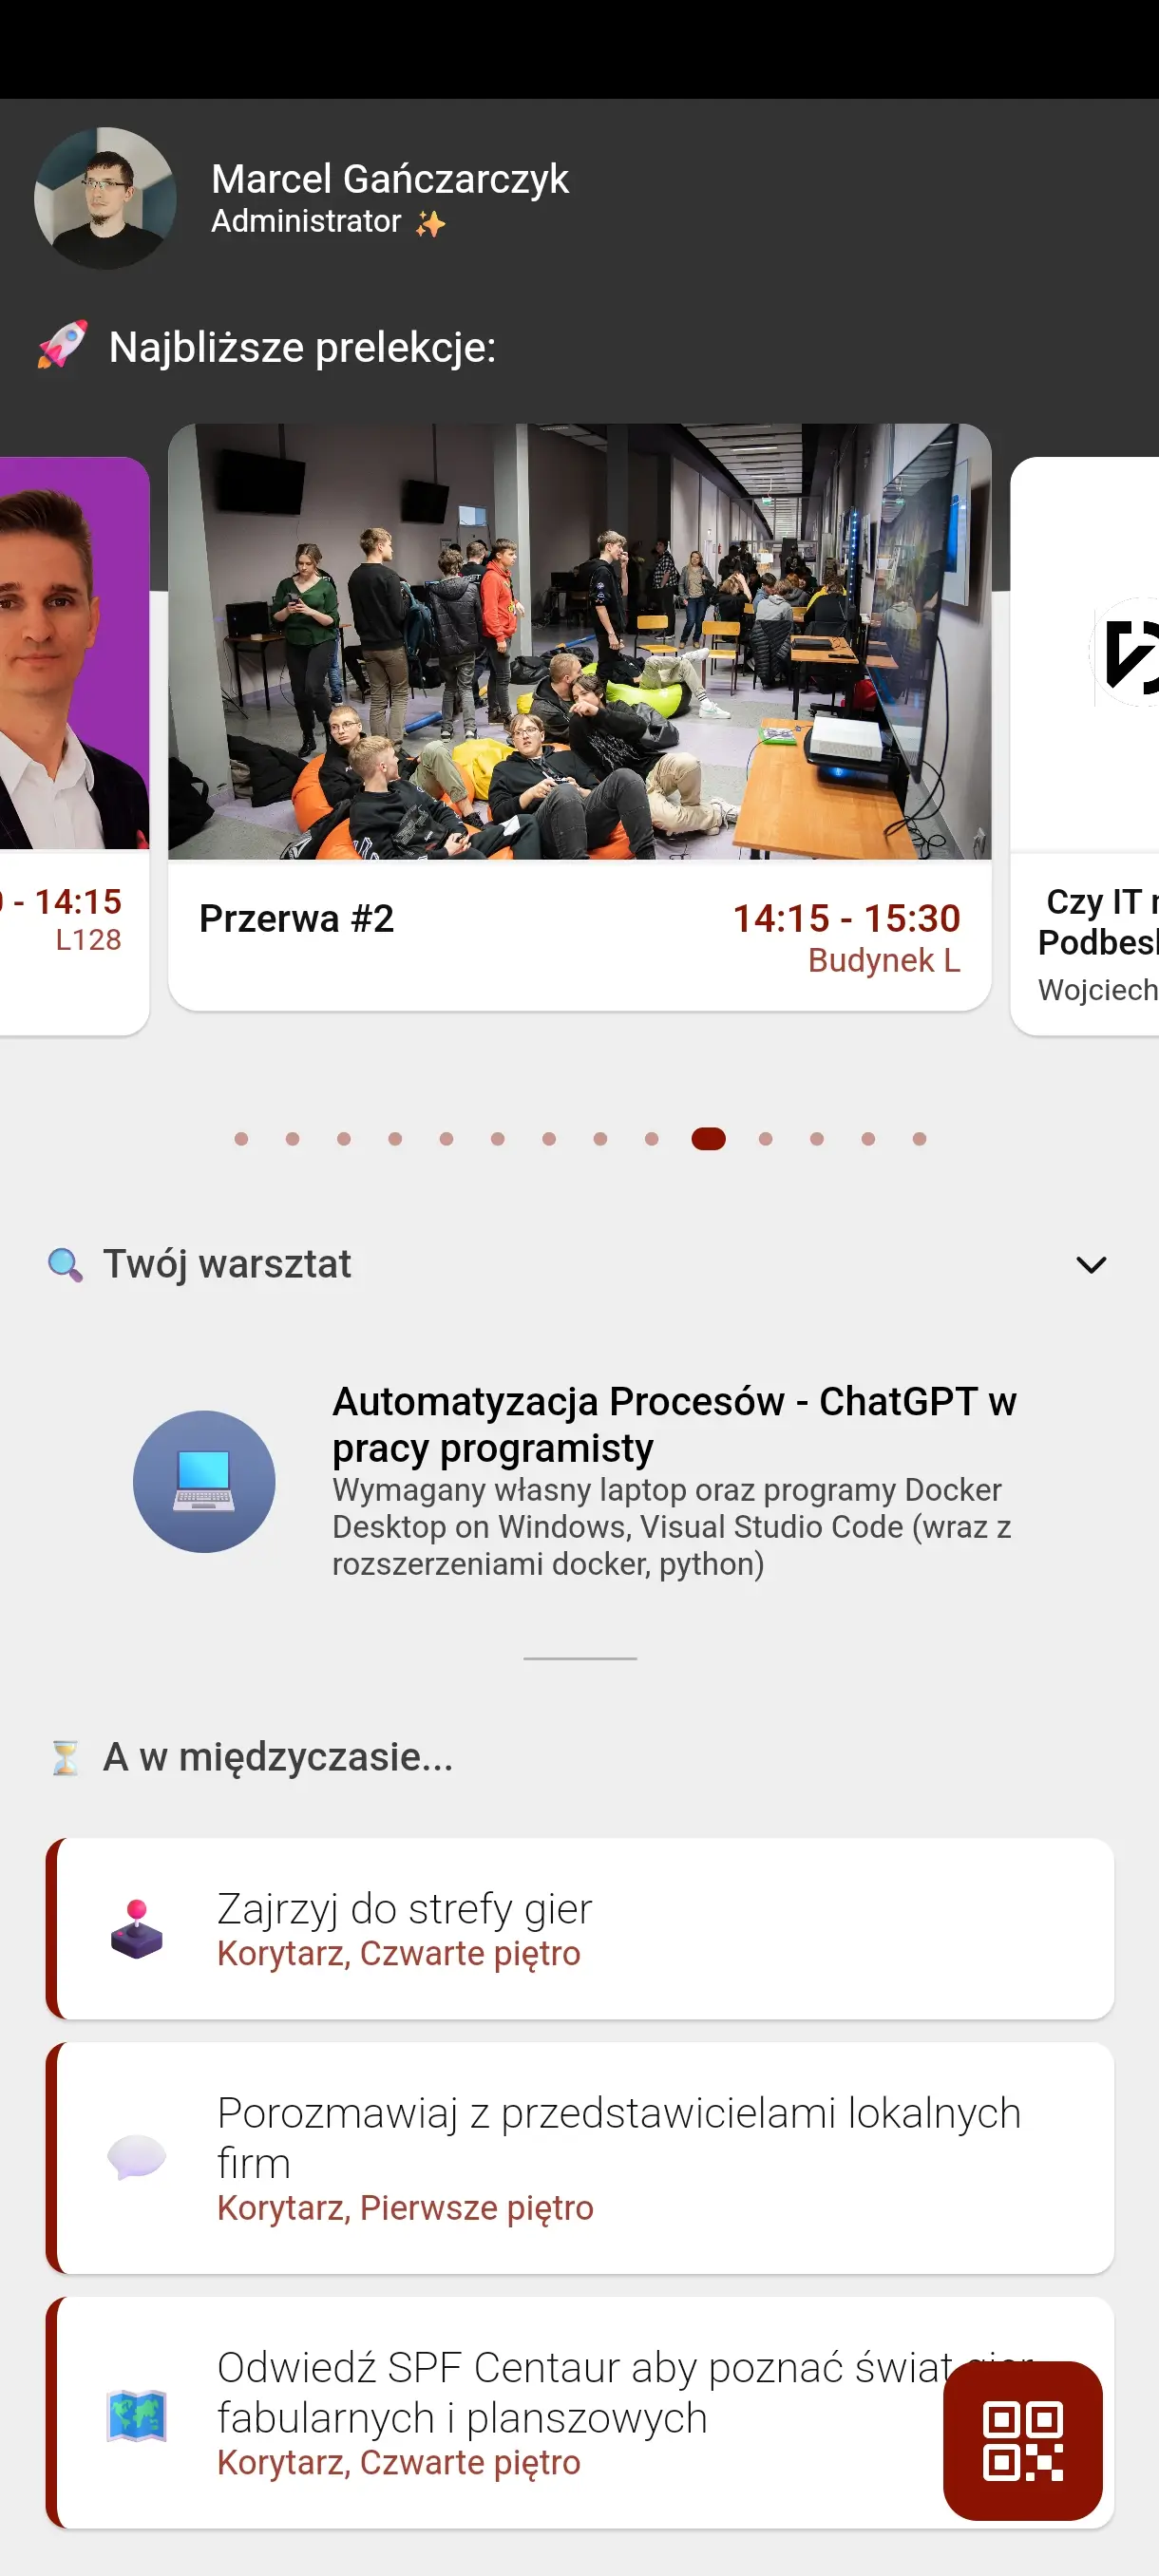 Marcel Gańczarczyk
Administrator
Najbliższe prelekcje:
- 14:15
L128
Przerwa #2
14:15 - 15:30
Budynek L
Czy IT
Wojciech
Twój warsztat
Automatyzacja Procesów - ChatGPT w
pracy programisty
Wymagany własny laptop oraz programy Docker
Desktop on Windows, Visual Studio Code (wraz z
rozszerzeniami docker, python)
A w międzyczasie...
Zajrzyj do strefy gier
Korytarz, Czwarte piętro
Porozmawiaj z przedstawicielami lokalnych
firm
Korytarz, Pierwsze piętro
Odwiedź SPF Centaur aby poznać świat gier
fabularnych i planszowych
Korytarz, Czwarte piętro